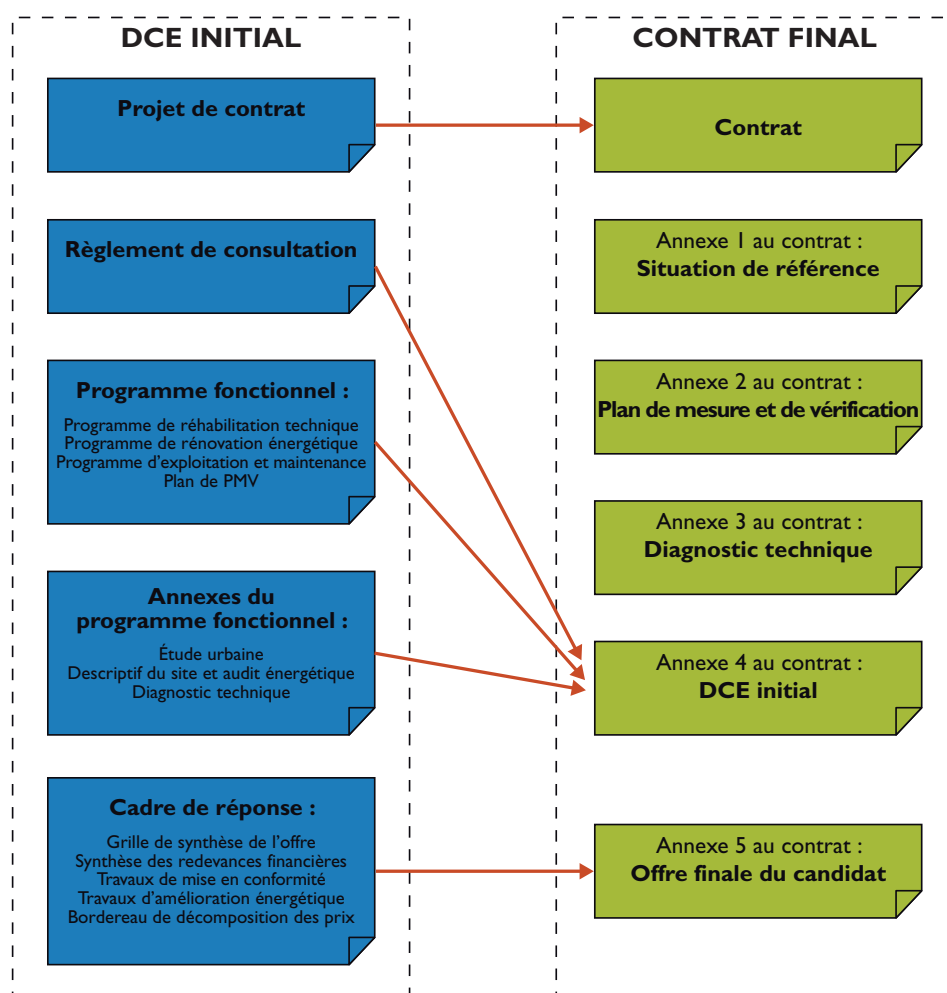 DCE INITIAL
Projet de contrat
Règlement de consultation
Programme fonctionnel :
Programme de réhabilitation technique
Programme de rénovation énergétique
Programme d'exploitation et maintenance
Plan de PMV
Annexes du
programme fonctionnel :
Étude urbaine
Descriptif du site et audit énergétique
Diagnostic technique
Cadre de réponse :
Grille de synthèse de l'offre
Synthèse des redevances financières
Travaux de mise en conformité
Travaux d'amélioration énergétique
Bordereau de décomposition des prix
CONTRAT FINAL
Contrat
Annexe 1 au contrat :
Situation de référence
Annexe 2 au contrat :
Plan de mesure et de vérification
Annexe 3 au contrat :
Diagnostic technique
Annexe 4 au contrat :
DCE initial
Annexe 5 au contrat :
Offre finale du candidat